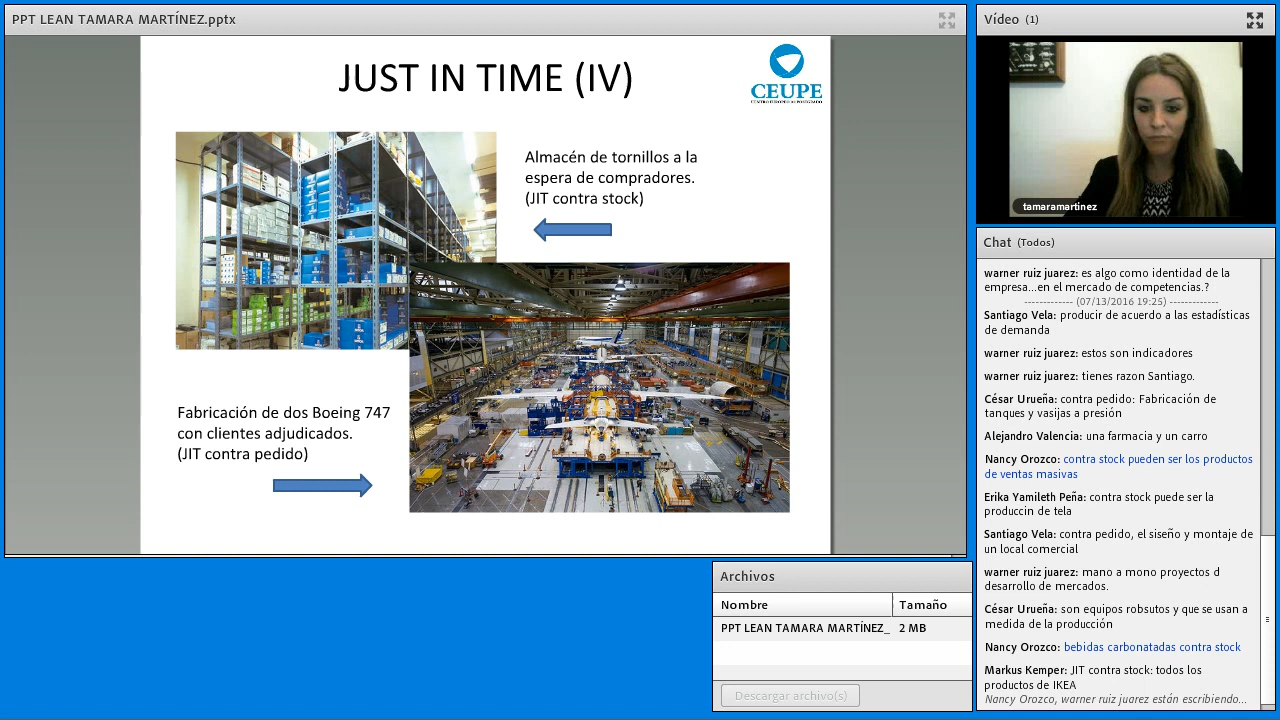 PPT LEAN TAMARA MARTÍNEZ.pptx
JUST IN TIME (IV)
CEUPE
CENTRO EUROPEO DE POSTGRADO
Almacén de tornillos a la
espera de compradores.
(JIT contra stock)
Fabricación de dos Boeing 747
con clientes adjudicados.
(JIT contra pedido)
Vídeo (1)
tamaramartinez
Chat (Todos)
warner ruiz juarez: es algo como identidad de la
empresa...en el mercado de competencias.?
------------- (07/13/2016 19:25) -------------
Santiago Vela: producir de acuerdo a las estadísticas
de demanda
warner ruiz juarez: estos son indicadores
warner ruiz juarez: tienes razon Santiago.
César Urueña: contra pedido: Fabricación de
tanques y vasijas a presión
Alejandro Valencia: una farmacia y un carro
Nancy Orozco: contra stock pueden ser los productos
de ventas masivas
Erika Yamileth Peña: contra stock puede ser la
produccin de tela
Santiago Vela: contra pedido, el siseño y montaje de
un local comercial
warner ruiz juarez: mano a mono proyectos d
desarrollo de mercados.
César Urueña: son equipos robsutos y que se usan a
medida de la producción
Nancy Orozco: bebidas carbonatadas contra stock
Markus Kemper: JIT contra stock: todos los
productos de IKEA
Nancy Orozco, warner ruiz juarez están escribiendo...
Archivos
Nombre Tamaño
PPT LEAN TAMARA MARTÍNEZ_ 2 MB
Descargar archivo(s)